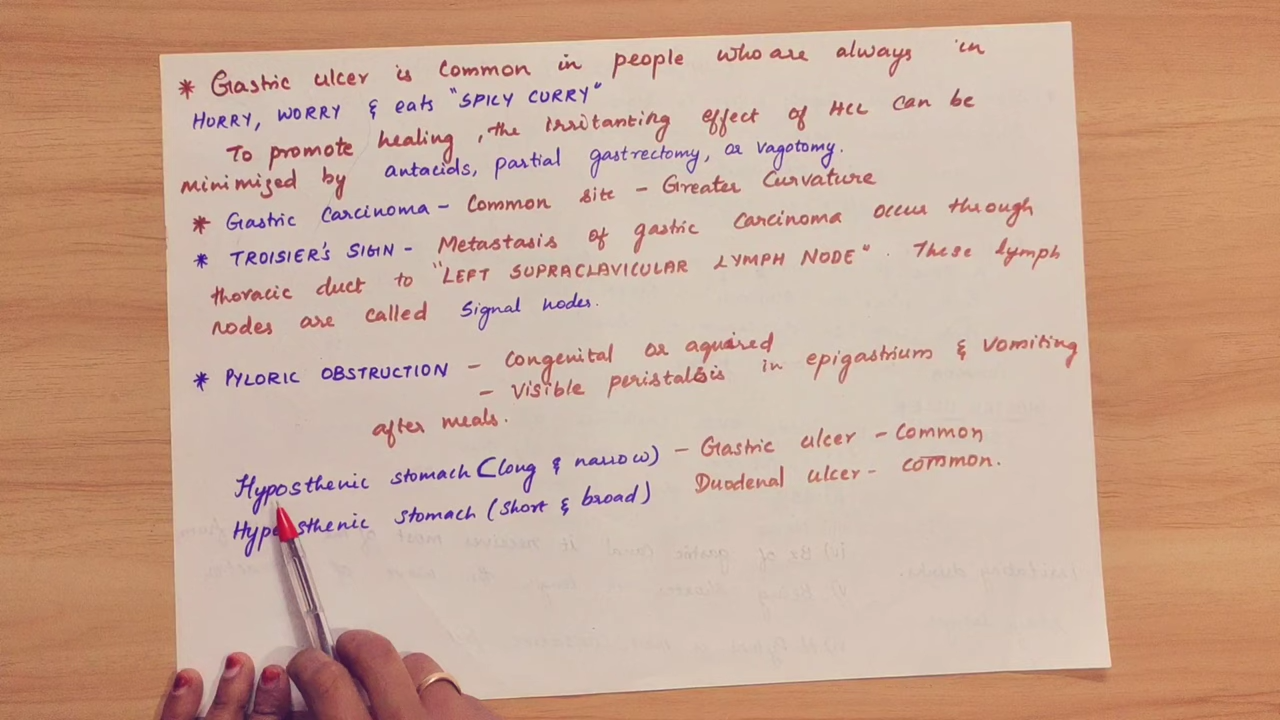 * Gastric ulcer is common in people who are always in
HURRY, WORRY & eats "SPICY CURRY"
To promote healing, the irritanting effect of HCL can be
minimized by antacids, partial gastrectomy, or vagotomy.
* Gastric Carcinoma - Common site - Greater Curvature
* TROISIER'S SIGN - Metastasis of gastric Carcinoma occur through
thoracic duct to "LEFT SUPRACLAVICULAR LYMPH NODE". These lymph
nodes are called Signal nodes.
* PYLORIC OBSTRUCTION - Congenital or aquired
- Visible peristalsis in epigastrium & vomiting
after meals.
Hyposthenic stomach (long & narrow) - Gastric ulcer - Common
Hypersthenic stomach (short & broad) Duodenal ulcer - common.